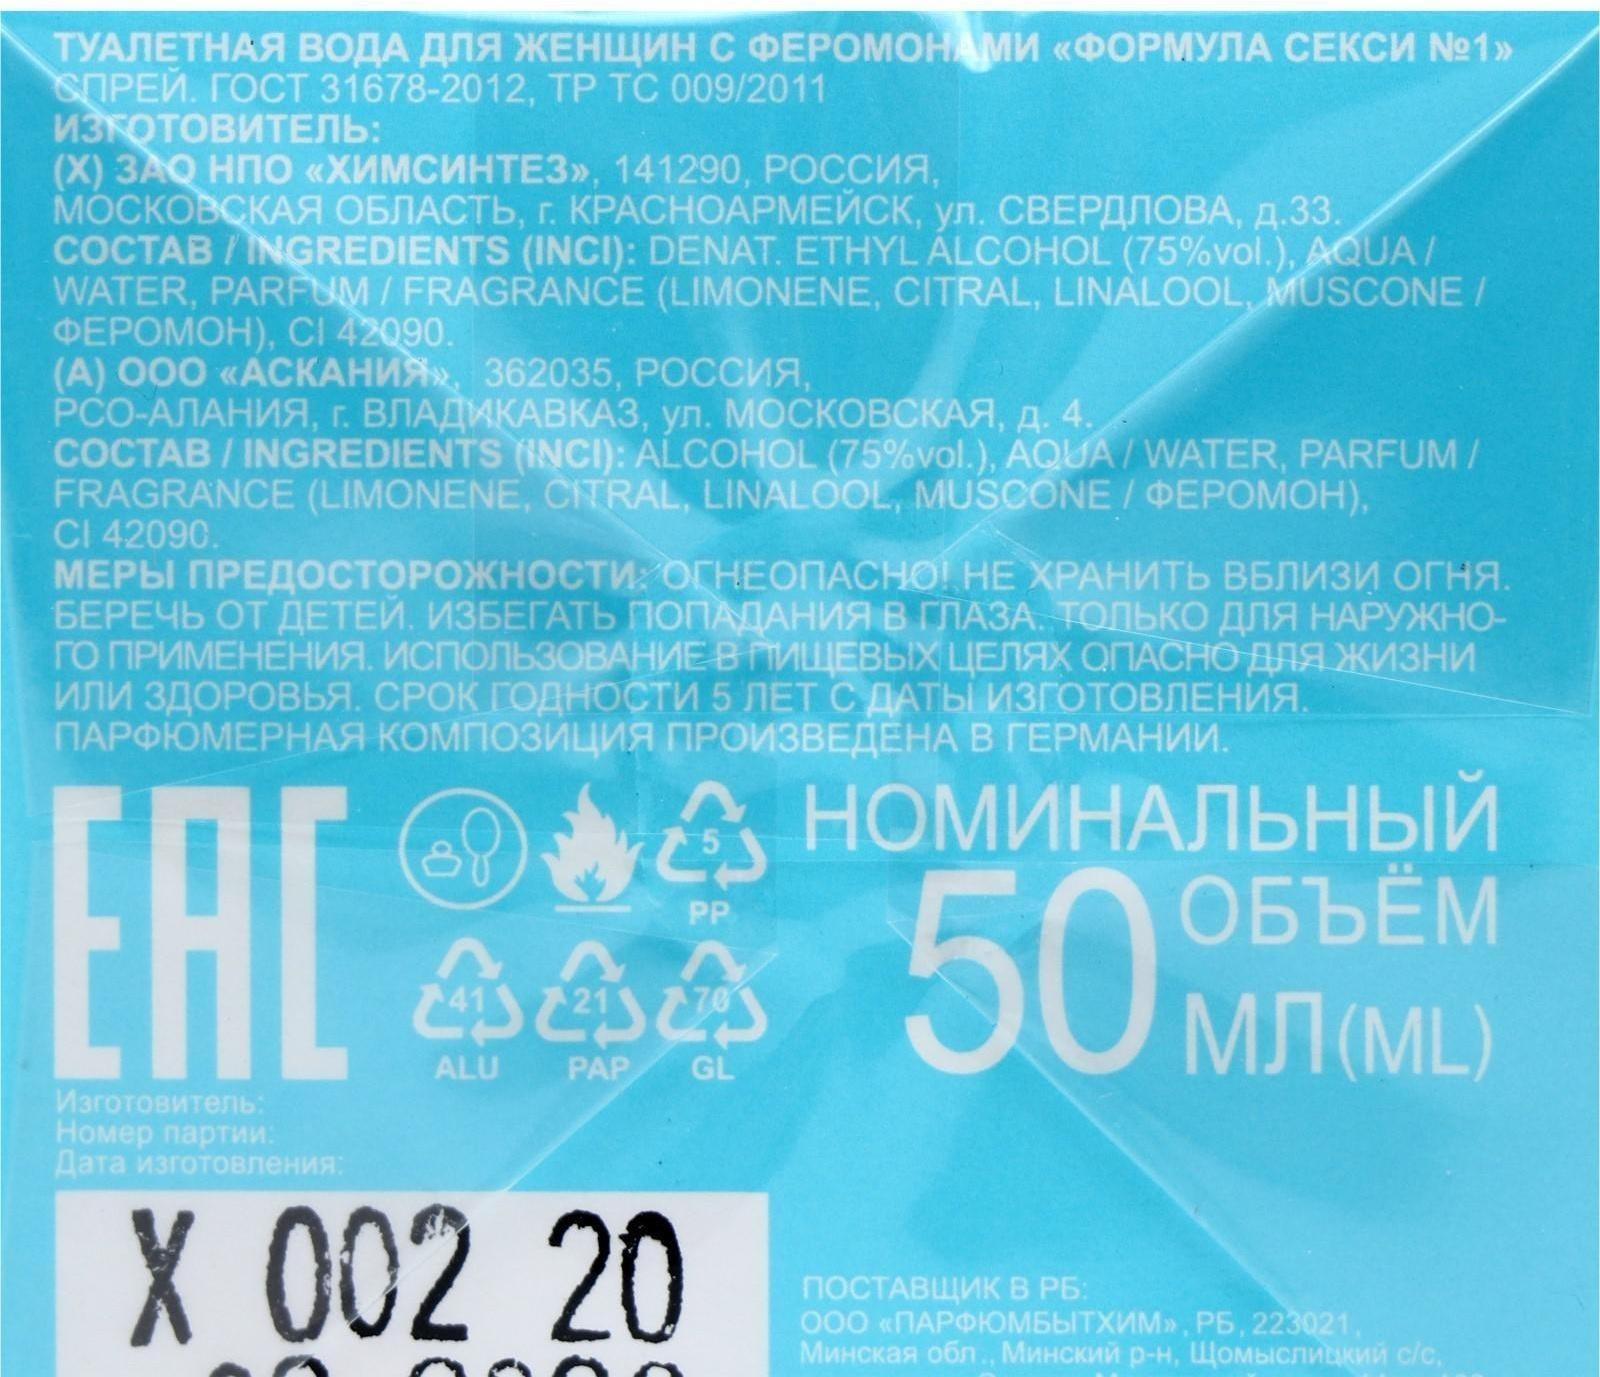 ТУАЛЕТНАЯ ВОДА ДЛЯ ЖЕНЩИН С ФЕРОМОНАМИ «ФОРМУЛА СЕКСИ №1»
СПРЕЙ. ГОСТ 31678-2012, ТР ТС 009/2011
ИЗГОТОВИТЕЛЬ:
(Х) ЗАО НПО «ХИМСИНТЕЗ», 141290, РОССИЯ,
МОСКОВСКАЯ ОБЛАСТЬ, г. КРАСНОАРМЕЙСК, ул. СВЕРДЛОВА, д.33.
СОСТАВ / INGREDIENTS (INCI): DENAT. ETHYL ALCOHOL (75%vol.), AQUA /
WATER, PARFUM / FRAGRANCE (LIMONENE, CITRAL, LINALOOL, MUSCONE /
ФЕРОМОН), CI 42090.
(А) ООО «АСКАНИЯ», 362035, РОССИЯ,
РСО-АЛАНИЯ, г. ВЛАДИКАВКАЗ, ул. МОСКОВСКАЯ, д. 4.
СОСТАВ / INGREDIENTS (INCI): ALCOHOL (75%vol.), AQUA / WATER, PARFUM /
FRAGRANCE (LIMONENE, CITRAL, LINALOOL, MUSCONE / ФЕРОМОН),
CI 42090.
МЕРЫ ПРЕДОСТОРОЖНОСТИ: ОГНЕОПАСНО! НЕ ХРАНИТЬ ВБЛИЗИ ОГНЯ.
БЕРЕЧЬ ОТ ДЕТЕЙ. ИЗБЕГАТЬ ПОПАДАНИЯ В ГЛАЗА. ТОЛЬКО ДЛЯ НАРУЖНО-
ГО ПРИМЕНЕНИЯ. ИСПОЛЬЗОВАНИЕ В ПИЩЕВЫХ ЦЕЛЯХ ОПАСНО ДЛЯ ЖИЗНИ
ИЛИ ЗДОРОВЬЯ. СРОК ГОДНОСТИ 5 ЛЕТ С ДАТЫ ИЗГОТОВЛЕНИЯ.
ПАРФЮМЕРНАЯ КОМПОЗИЦИЯ ПРОИЗВЕДЕНА В ГЕРМАНИИ.
EAC
5
PP
41
ALU
21
PAP
70
GL
НОМИНАЛЬНЫЙ
ОБЪЁМ
50 МЛ(ML)
Изготовитель:
Номер партии:
Дата изготовления:
X 002 20
ПОСТАВЩИК В РБ:
ООО «ПАРФЮМБЫТХИМ», РБ, 223021,
Минская обл., Минский р-н, Щомыслицкий с/с,